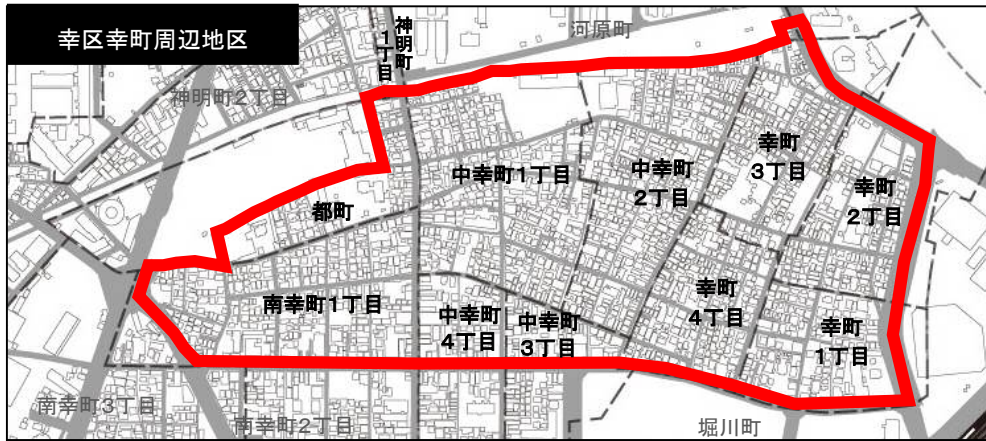 幸区幸町周辺地区
神明町
1丁目
河原町
神明町2丁目
中幸町1丁目
中幸町
2丁目
幸町
3丁目
幸町
2丁目
都町
南幸町1丁目
中幸町
4丁目
中幸町
3丁目
幸町
4丁目
幸町
1丁目
南幸町3丁目
南幸町2丁目
堀川町